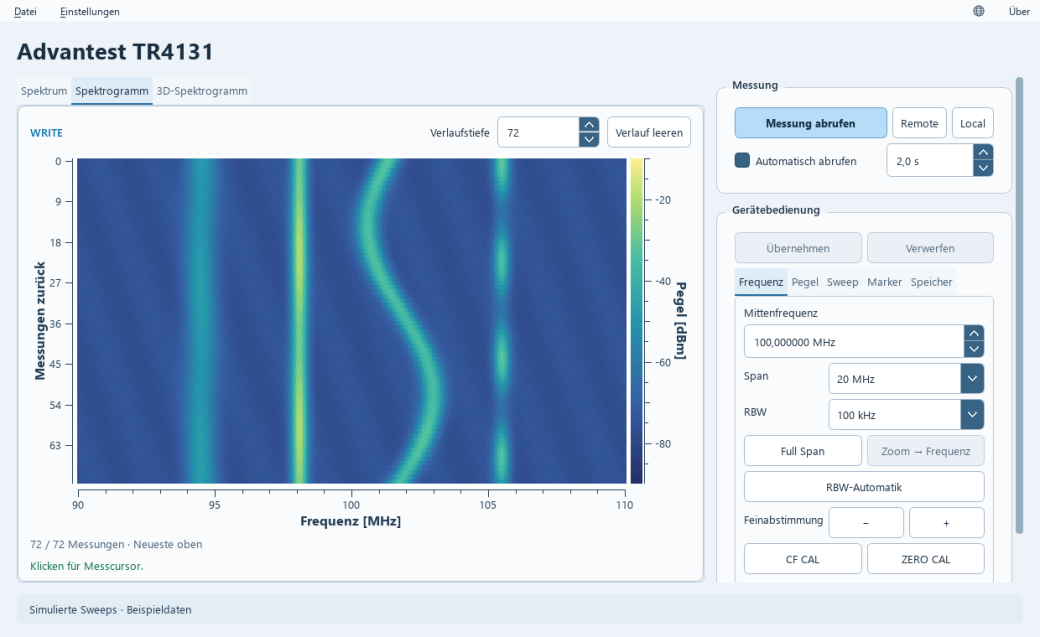 Datei Einstellungen Über
Advantest TR4131
Spektrum Spektrogramm 3D-Spektrogramm
WRITE Verlaufstiefe 72 Verlauf leeren
Messungen zurück
0
9
18
27
36
45
54
63
90 95 100 105 110
Frequenz [MHz]
-20
-40
-60
-80
Pegel [dBm]
72 / 72 Messungen · Neueste oben
Klicken für Messcursor.
Messung
Messung abrufen Remote Local
Automatisch abrufen 2,0 s
Gerätebedienung
Übernehmen Verwerfen
Frequenz Pegel Sweep Marker Speicher
Mittenfrequenz
100,000000 MHz
Span 20 MHz
RBW 100 kHz
Full Span Zoom → Frequenz
RBW-Automatik
Feinabstimmung – +
CF CAL ZERO CAL
Simulierte Sweeps · Beispieldaten